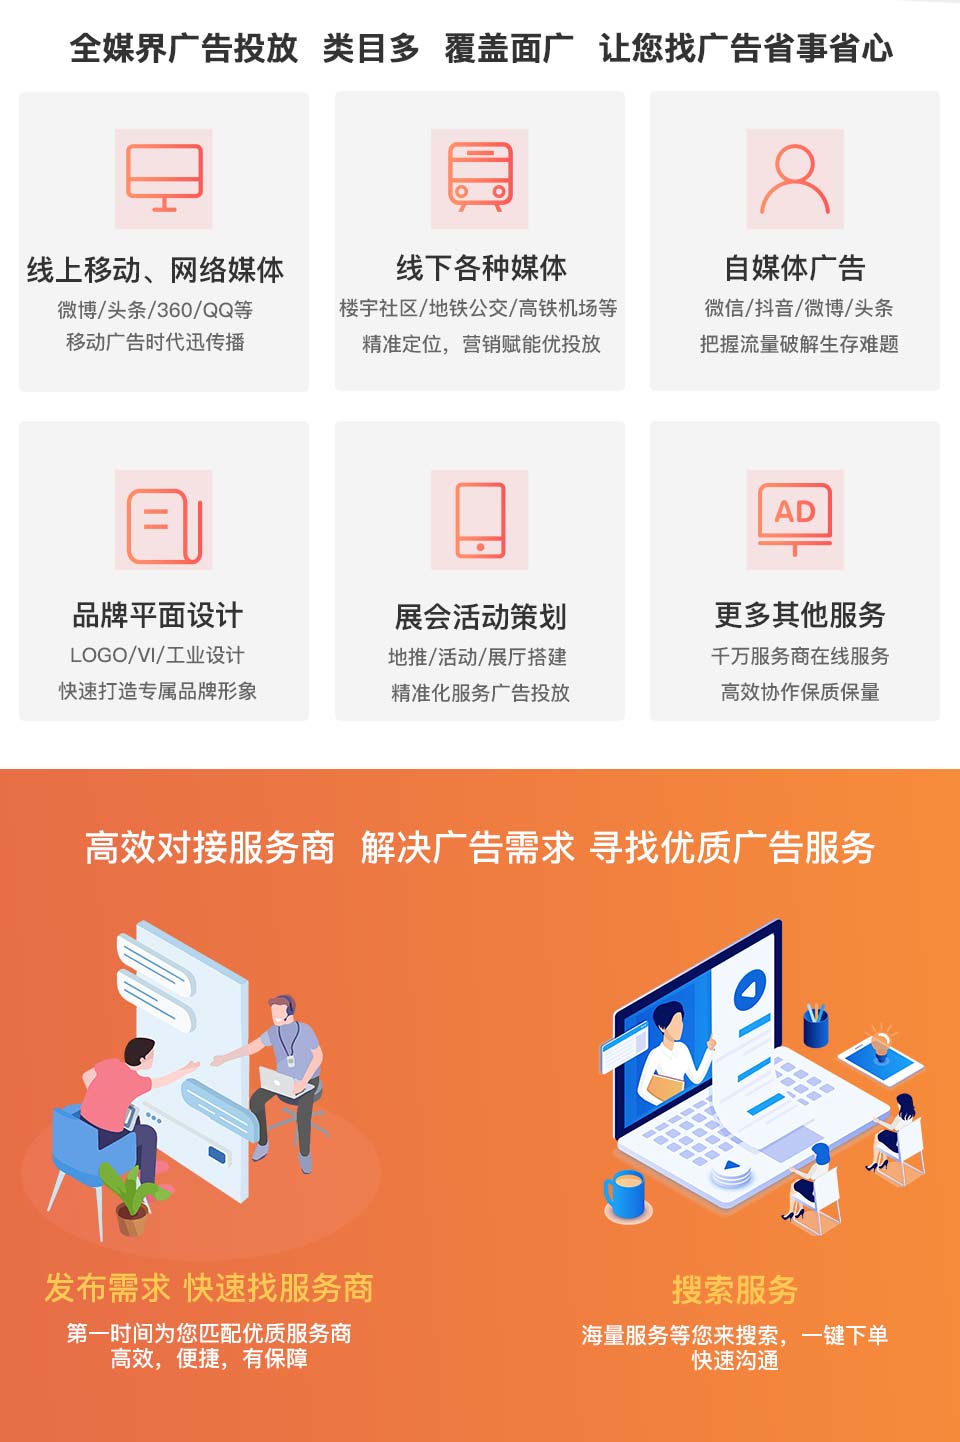 全媒界广告投放 类目多 覆盖面广 让您找广告省事省心
线上移动、网络媒体
微博/头条/360/QQ等
移动广告时代迅传播
线下各种媒体
楼宇社区/地铁公交/高铁机场等
精准定位，营销赋能优投放
自媒体广告
微信/抖音/微博/头条
把握流量破解生存难题
品牌平面设计
LOGO/VI/工业设计
快速打造专属品牌形象
展会活动策划
地推/活动/展厅搭建
精准化服务广告投放
AD
更多其他服务
千万服务商在线服务
高效协作保质保量
高效对接服务商 解决广告需求 寻找优质广告服务
发布需求 快速找服务商
第一时间为您匹配优质服务商
高效，便捷，有保障
搜索服务
海量服务等您来搜索，一键下单
快速沟通